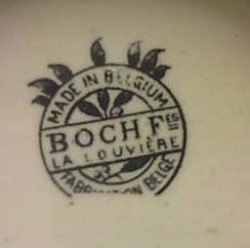 MADE IN BELGIUM
BOCH Fes
LA LOUVIÈRE
FABRICATION BELGE